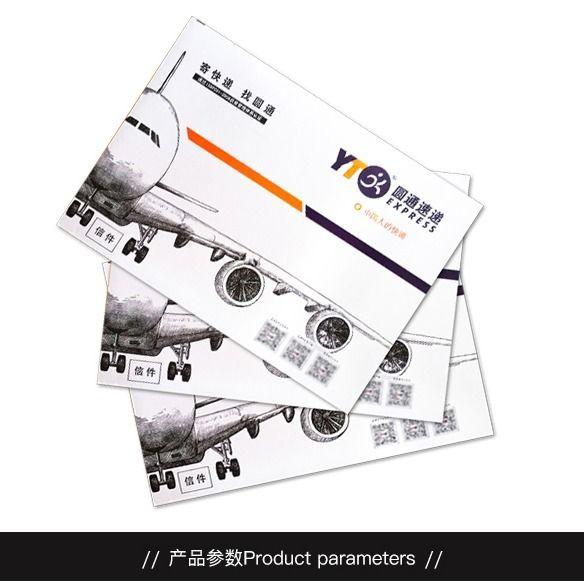 寄快递 找圆通
YTO
圆通速递
EXPRESS
中国人的快递
信件
信件
信件
// 产品参数Product parameters //